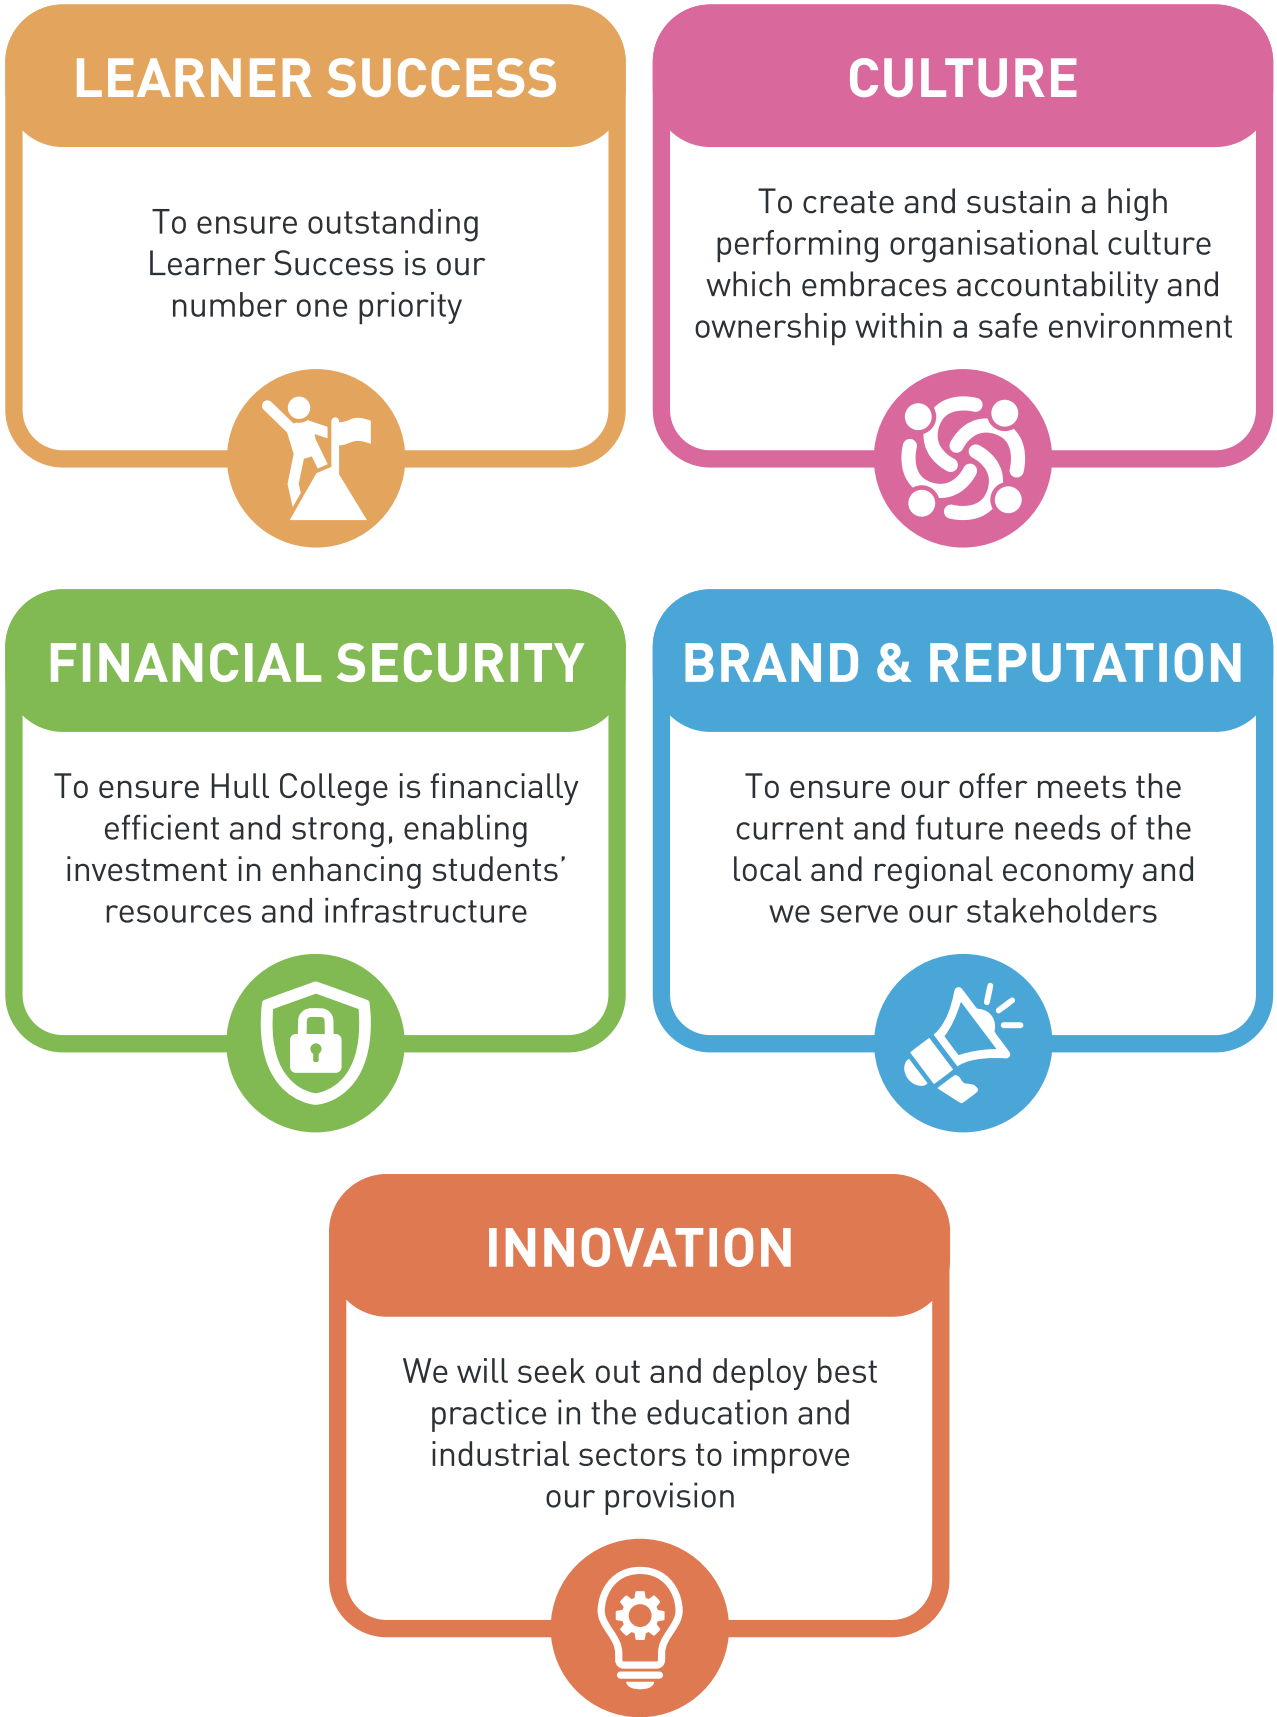 LEARNER SUCCESS
To ensure outstanding
Learner Success is our
number one priority
CULTURE
To create and sustain a high
performing organisational culture
which embraces accountability and
ownership within a safe environment
FINANCIAL SECURITY
To ensure Hull College is financially
efficient and strong, enabling
investment in enhancing students’
resources and infrastructure
BRAND & REPUTATION
To ensure our offer meets the
current and future needs of the
local and regional economy and
we serve our stakeholders
INNOVATION
We will seek out and deploy best
practice in the education and
industrial sectors to improve
our provision